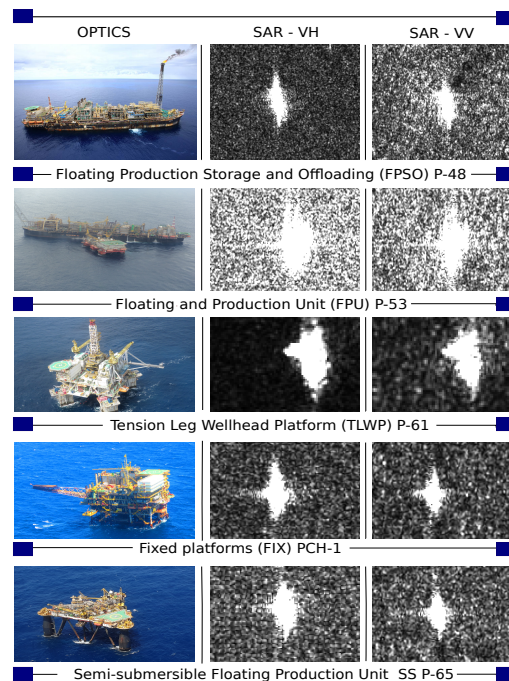 OPTICS SAR - VH SAR - VV
Floating Production Storage and Offloading (FPSO) P-48
Floating and Production Unit (FPU) P-53
Tension Leg Wellhead Platform (TLWP) P-61
Fixed platforms (FIX) PCH-1
Semi-submersible Floating Production Unit SS P-65